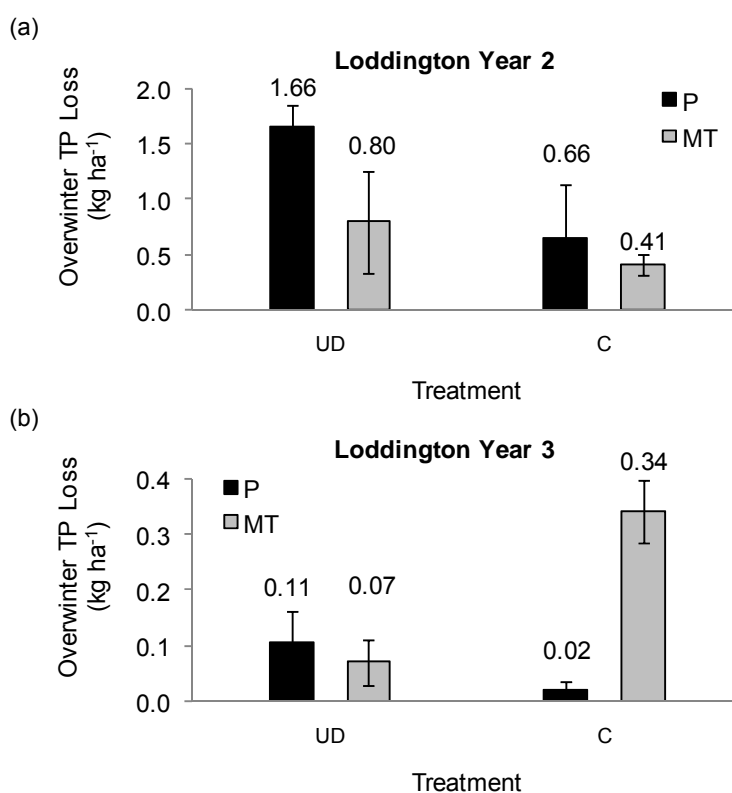 (a)
Loddington Year 2
Overwinter TP Loss
(kg ha⁻¹)
2.0
1.5
1.0
0.5
0.0
1.66
0.80
0.66
0.41
P
MT
UD
C
Treatment
(b)
Loddington Year 3
Overwinter TP Loss
(kg ha⁻¹)
0.4
0.3
0.2
0.1
0.0
P
MT
0.11
0.07
0.02
0.34
UD
C
Treatment